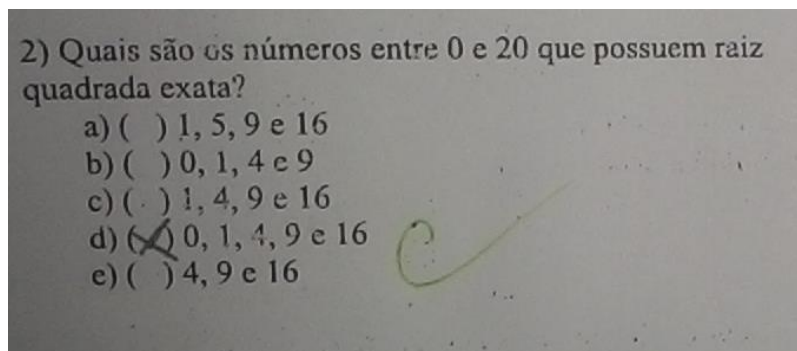 2) Quais são os números entre 0 e 20 que possuem raiz
quadrada exata?
a) ( ) 1, 5, 9 e 16
b) ( ) 0, 1, 4 e 9
c) ( ) 1, 4, 9 e 16
d) (X) 0, 1, 4, 9 e 16
e) ( ) 4, 9 e 16